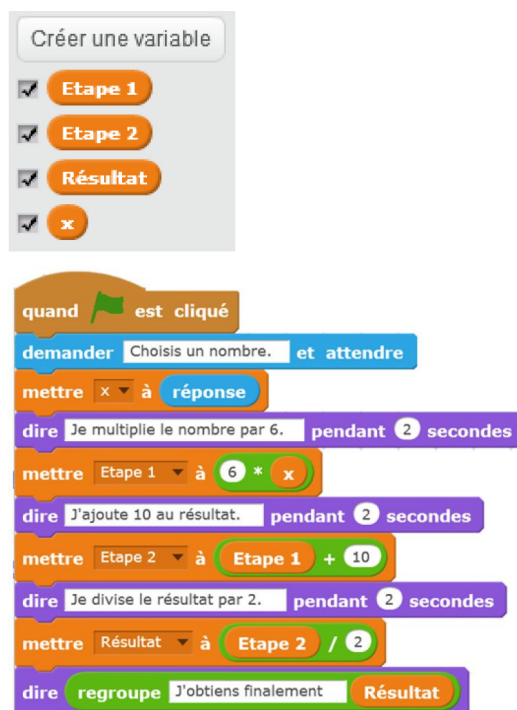 Créer une variable
Etape 1
Etape 2
Résultat
x
quand est cliqué
demander Choisis un nombre. et attendre
mettre x à réponse
dire Je multiplie le nombre par 6. pendant 2 secondes
mettre Etape 1 à 6 * x
dire J'ajoute 10 au résultat. pendant 2 secondes
mettre Etape 2 à Etape 1 + 10
dire Je divise le résultat par 2. pendant 2 secondes
mettre Résultat à Etape 2 / 2
dire regroupe J'obtiens finalement Résultat